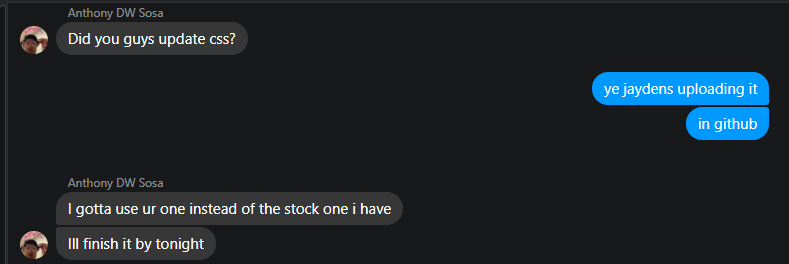 Anthony DW Sosa
Did you guys update css?
ye jaydens uploading it
in github
Anthony DW Sosa
I gotta use ur one instead of the stock one i have
Ill finish it by tonight